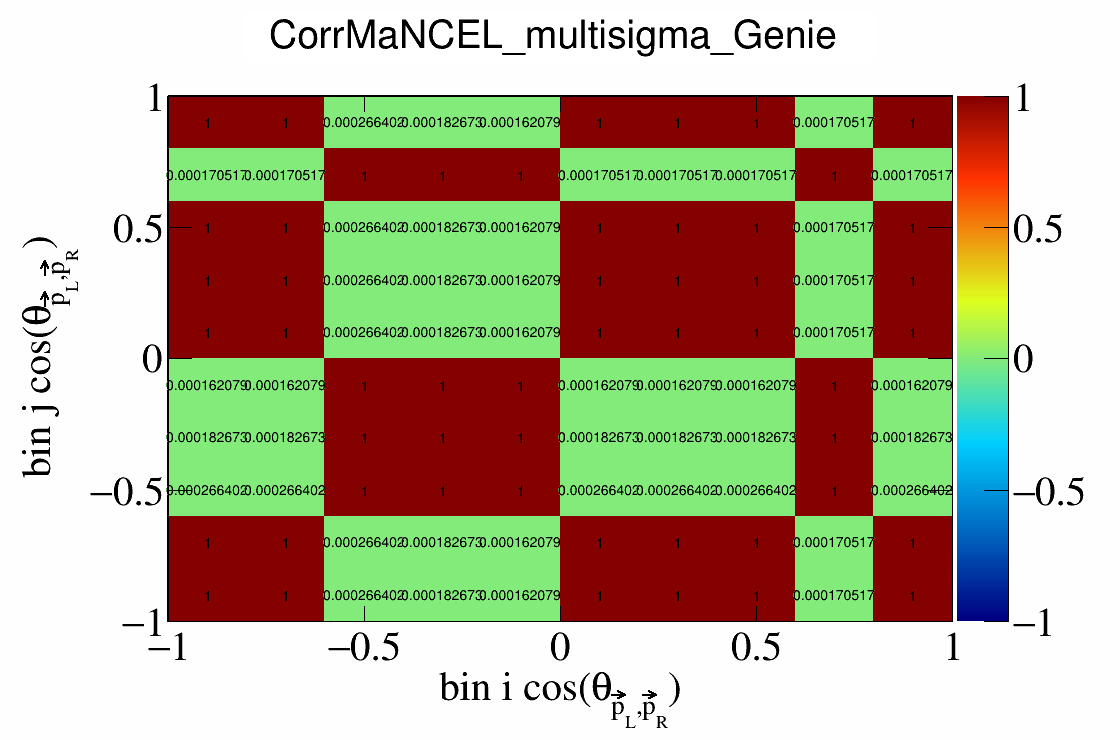 CorrMaNCEL_multisigma_Genie
1 1 0.000266402 0.000182673 0.000162079 1 1 1 0.000170517 1
0.000170517 0.000170517 1 1 1 0.000170517 0.000170517 0.000170517 1 0.000170517
1 1 0.000266402 0.000182673 0.000162079 1 1 1 0.000170517 1
1 1 0.000266402 0.000182673 0.000162079 1 1 1 0.000170517 1
1 1 0.000266402 0.000182673 0.000162079 1 1 1 0.000170517 1
0.000162079 0.000162079 1 1 1 0.000162079 0.000162079 0.000162079 1 0.000162079
0.000182673 0.000182673 1 1 1 0.000182673 0.000182673 0.000182673 1 0.000182673
0.000266402 0.000266402 1 1 1 0.000266402 0.000266402 0.000266402 1 0.000266402
1 1 0.000266402 0.000182673 0.000162079 1 1 1 0.000170517 1
1 1 0.000266402 0.000182673 0.000162079 1 1 1 0.000170517 1
1
0.5
0
−0.5
−1
bin j cos(θ p⃗_L,p⃗_R)
−1 −0.5 0 0.5 1
bin i cos(θ p⃗_L,p⃗_R)
1
0.5
0
−0.5
−1